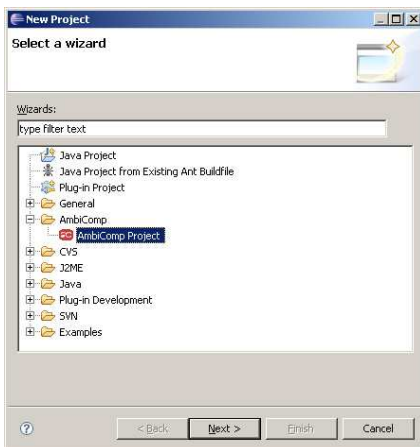 New Project
Select a wizard
Wizards:
type filter text
Java Project
Java Project from Existing Ant Buildfile
Plug-in Project
General
AmbiComp
AmbiComp Project
CVS
J2ME
Java
Plug-in Development
SVN
Examples
?
< Back Next > Finish Cancel